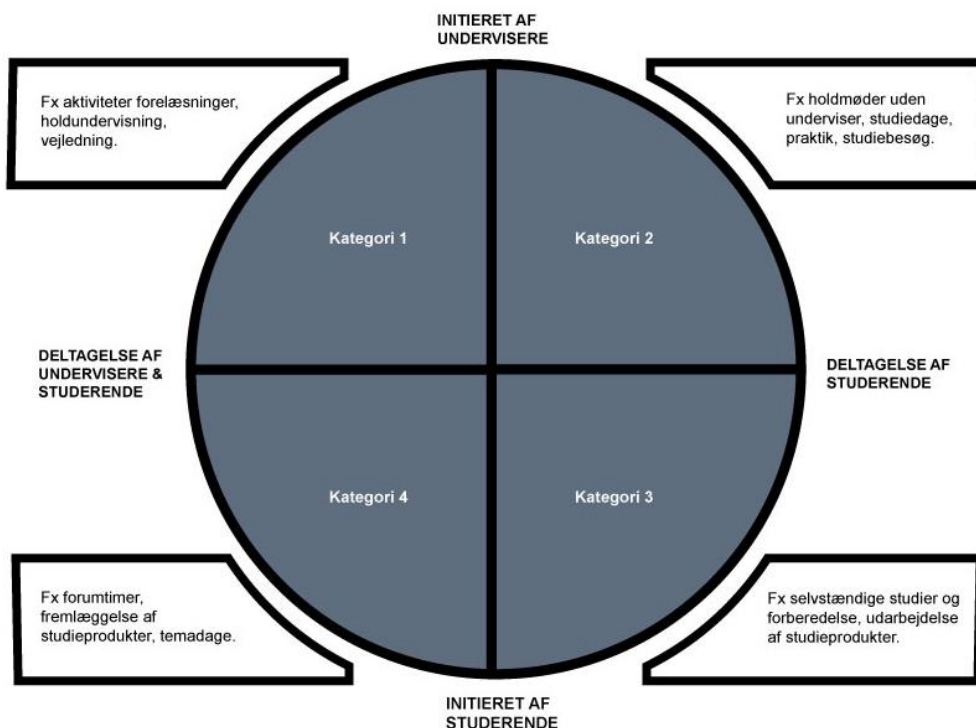 INITIERET AF
UNDERVISERE
Fx aktiviteter forelæsninger,
holdundervisning,
vejledning.
Fx holdmøder uden
underviser, studiedage,
praktik, studiebesøg.
Kategori 1
Kategori 2
DELTAGELSE AF
UNDERVISERE &
STUDERENDE
DELTAGELSE AF
STUDERENDE
Kategori 4
Kategori 3
Fx forumtimer,
fremlæggelse af
studieprodukter, temadage.
Fx selvstændige studier og
forberedelse, udarbejdelse
af studieprodukter.
INITIERET AF
STUDERENDE